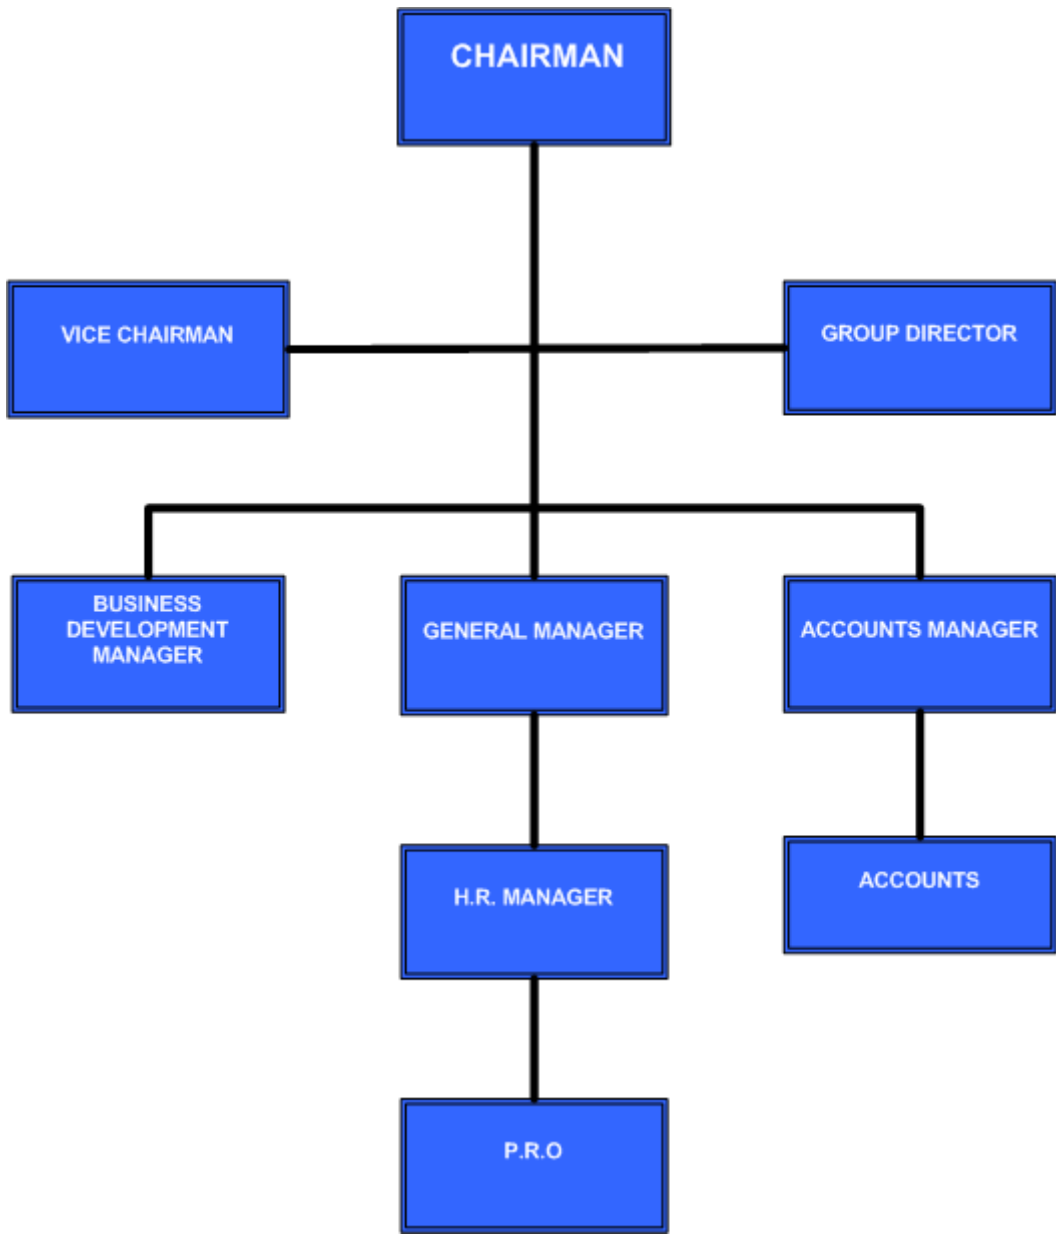 CHAIRMAN
VICE CHAIRMAN
GROUP DIRECTOR
BUSINESS
DEVELOPMENT
MANAGER
GENERAL MANAGER
ACCOUNTS MANAGER
H.R. MANAGER
ACCOUNTS
P.R.O